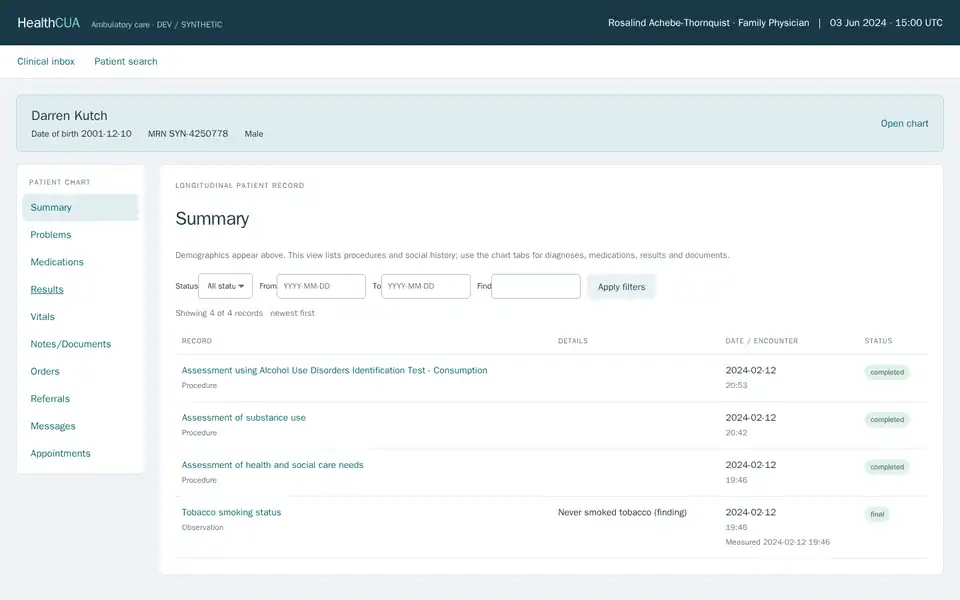 HealthCUA Ambulatory care · DEV / SYNTHETIC
Rosalind Achebe-Thornquist · Family Physician | 03 Jun 2024 · 15:00 UTC
Clinical inbox Patient search
Darren Kutch
Date of birth 2001-12-10 MRN SYN-4250778 Male
Open chart
PATIENT CHART
Summary
Problems
Medications
Results
Vitals
Notes/Documents
Orders
Referrals
Messages
Appointments
LONGITUDINAL PATIENT RECORD
Summary
Demographics appear above. This view lists procedures and social history; use the chart tabs for diagnoses, medications, results and documents.
Status All statu From YYYY-MM-DD To YYYY-MM-DD Find Apply filters
Showing 4 of 4 records newest first
RECORD DETAILS DATE / ENCOUNTER STATUS
Assessment using Alcohol Use Disorders Identification Test - Consumption 2024-02-12 completed
Procedure 20:53
Assessment of substance use 2024-02-12 completed
Procedure 20:42
Assessment of health and social care needs 2024-02-12 completed
Procedure 19:46
Tobacco smoking status Never smoked tobacco (finding) 2024-02-12 final
Observation 19:46
Measured 2024-02-12 19:46